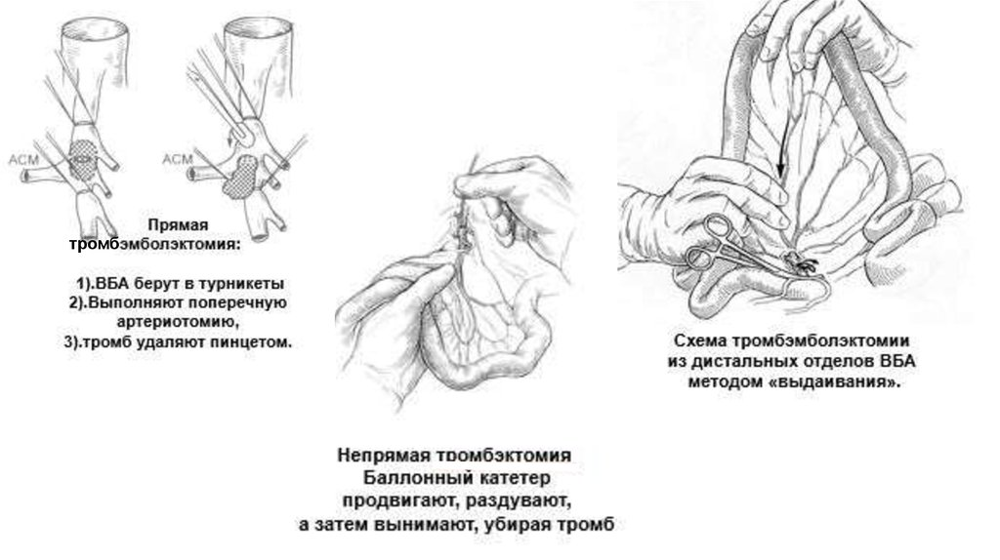 АСМ
АСМ
Прямая
тромбэмболэктомия:
1).ВБА берут в турникеты
2).Выполняют поперечную
артериотомию,
3).тромб удаляют пинцетом.
Непрямая тромбэктомия
Баллонный катетер
продвигают, раздувают,
а затем вынимают, убирая тромб
Схема тромбэмболэктомии
из дистальных отделов ВБА
методом «выдаивания».